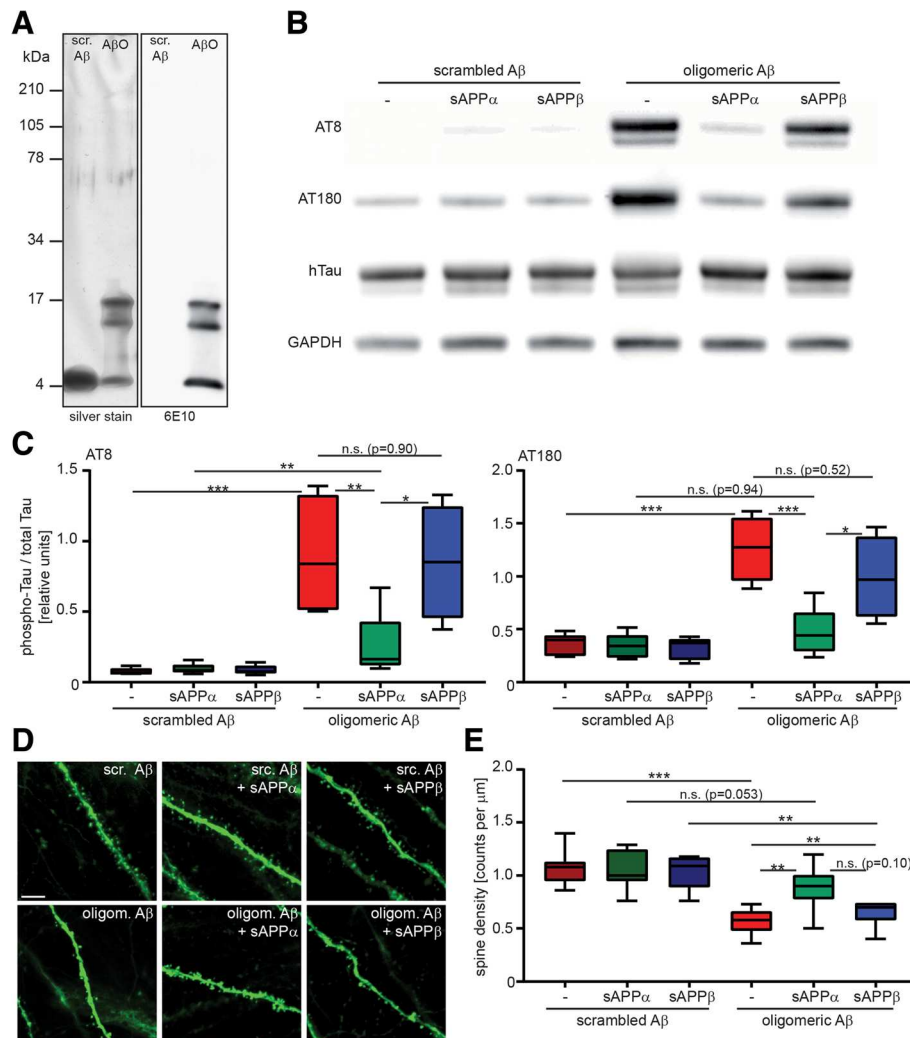 A
scr. Aβ AβO scr. Aβ AβO
kDa
210
105
78
34
17
4
silver stain 6E10
B
scrambled Aβ oligomeric Aβ
- sAPPα sAPPβ - sAPPα sAPPβ
AT8
AT180
hTau
GAPDH
C
AT8
phospho-Tau / total Tau
[relative units]
1.5
1.0
0.5
0
n.s. (p=0.90)
**
***
**
*
- sAPPα sAPPβ - sAPPα sAPPβ
scrambled Aβ oligomeric Aβ
AT180
2.0
1.5
1.0
0.5
0
n.s. (p=0.52)
n.s. (p=0.94)
***
***
*
- sAPPα sAPPβ - sAPPα sAPPβ
scrambled Aβ oligomeric Aβ
D
scr. Aβ
src. Aβ
+ sAPPα
src. Aβ
+ sAPPβ
oligom. Aβ
oligom. Aβ
+ sAPPα
oligom. Aβ
+ sAPPβ
E
spine density [counts per μm]
2.0
1.5
1.0
0.5
0
***
n.s. (p=0.053)
**
**
**
n.s. (p=0.10)
- sAPPα sAPPβ - sAPPα sAPPβ
scrambled Aβ oligomeric Aβ